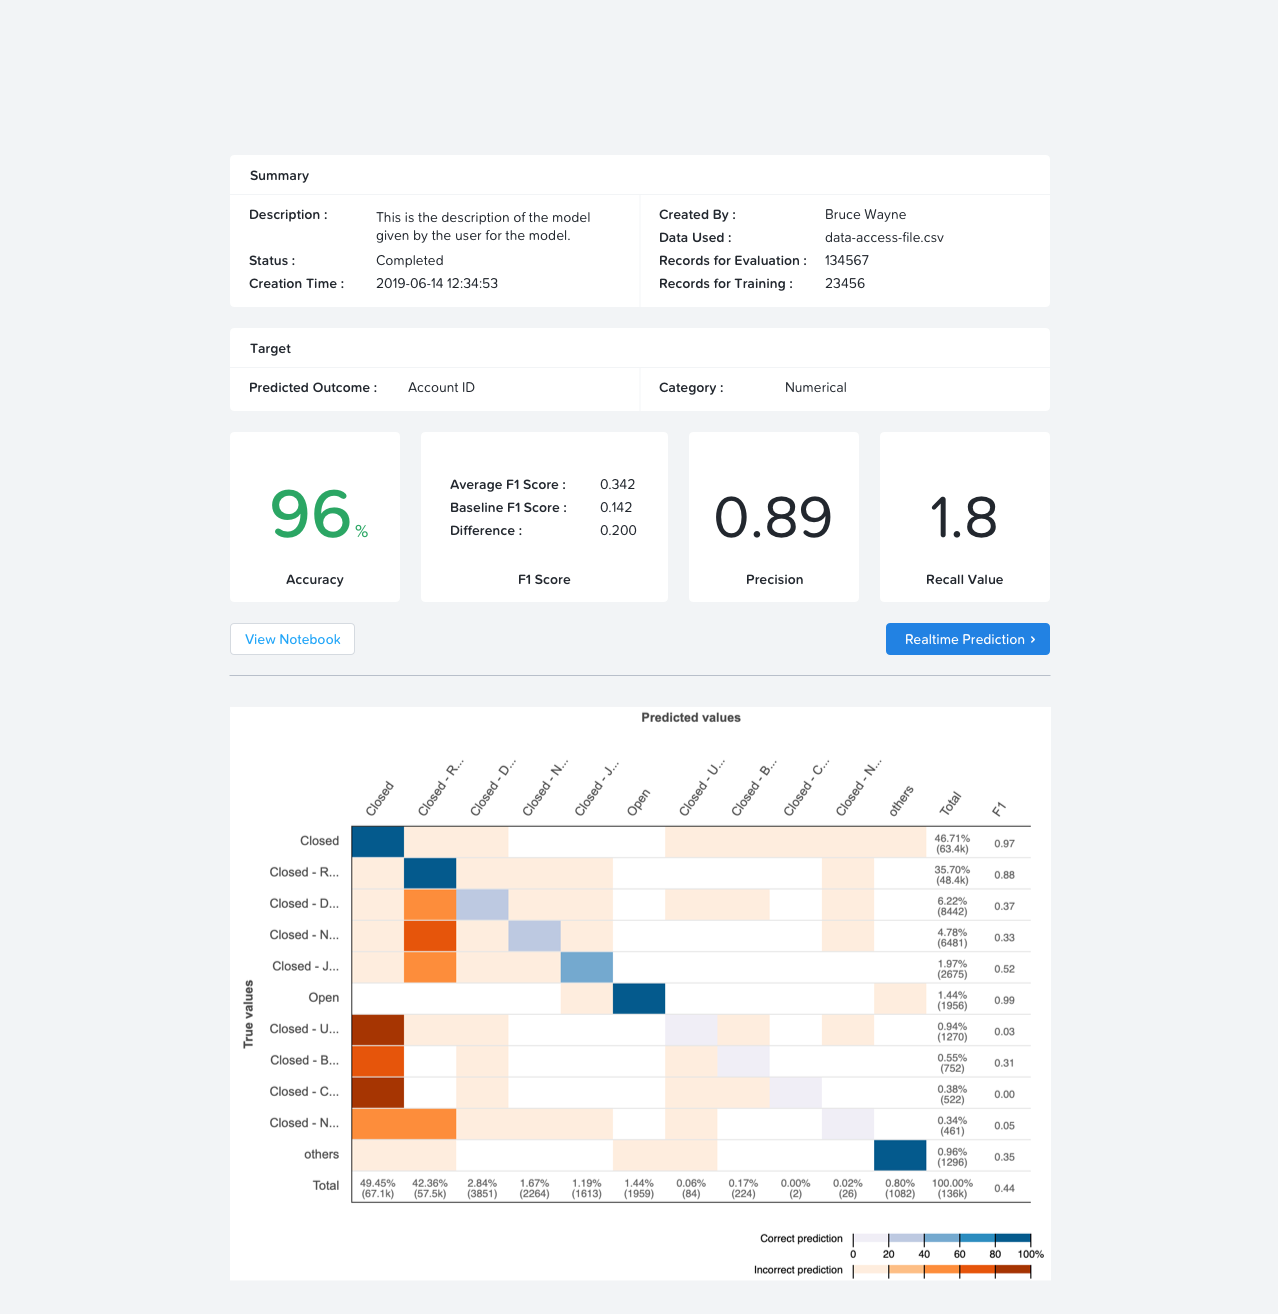 Summary
Description : This is the description of the model
given by the user for the model.
Status : Completed
Creation Time : 2019-06-14 12:34:53
Created By : Bruce Wayne
Data Used : data-access-file.csv
Records for Evaluation : 134567
Records for Training : 23456
Target
Predicted Outcome : Account ID
Category : Numerical
96 %
Accuracy
Average F1 Score : 0.342
Baseline F1 Score : 0.142
Difference : 0.200
F1 Score
0.89
Precision
1.8
Recall Value
View Notebook
Realtime Prediction ›
Predicted values
Closed Closed - R... Closed - D... Closed - N... Closed - J... Open Closed - U... Closed - B... Closed - C... Closed - N... others Total F1
True values
Closed 46.71% (63.4k) 0.97
Closed - R... 35.70% (48.4k) 0.88
Closed - D... 6.22% (8442) 0.37
Closed - N... 4.78% (6481) 0.33
Closed - J... 1.97% (2675) 0.52
Open 1.44% (1956) 0.99
Closed - U... 0.94% (1270) 0.03
Closed - B... 0.55% (752) 0.31
Closed - C... 0.38% (522) 0.00
Closed - N... 0.34% (461) 0.05
others 0.96% (1296) 0.35
Total 49.45% 42.36% 2.84% 1.67% 1.19% 1.44% 0.06% 0.17% 0.00% 0.02% 0.80% 100.00% 0.44
(67.1k) (57.5k) (3851) (2264) (1613) (1959) (84) (224) (2) (26) (1082) (136k)
Correct prediction
0 20 40 60 80 100%
Incorrect prediction